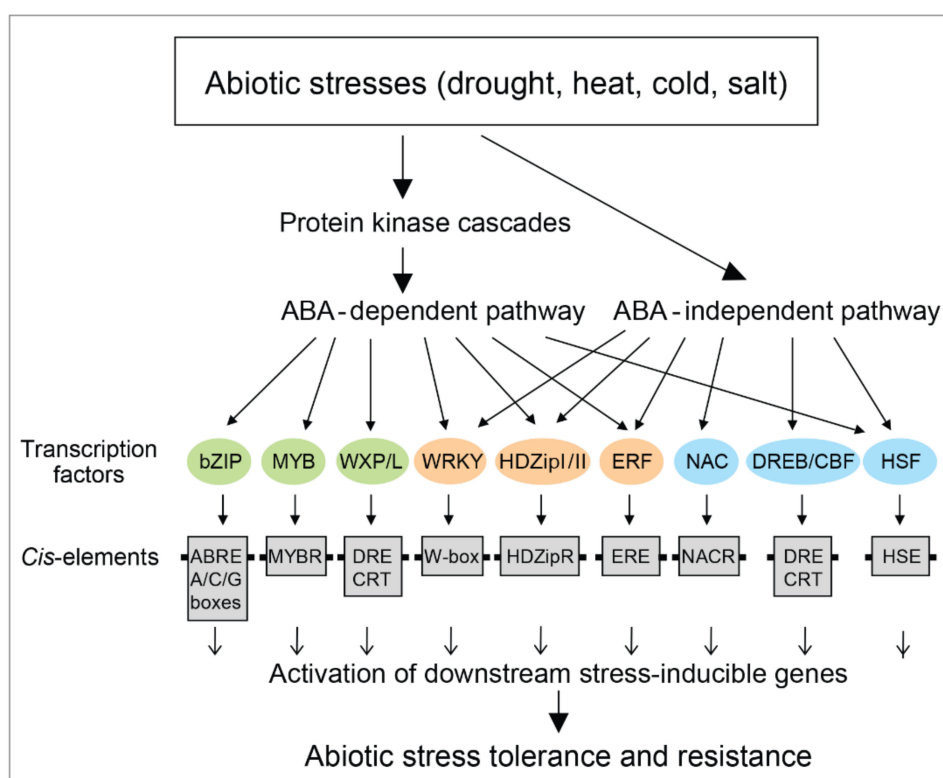 Abiotic stresses (drought, heat, cold, salt)
Protein kinase cascades
ABA-dependent pathway ABA-independent pathway
Transcription
factors
bZIP MYB WXP/L WRKY HDZipI/II ERF NAC DREB/CBF HSF
Cis-elements
ABRE
A/C/G
boxes
MYBR
DRE
CRT
W-box
HDZipR
ERE
NACR
DRE
CRT
HSE
Activation of downstream stress-inducible genes
Abiotic stress tolerance and resistance